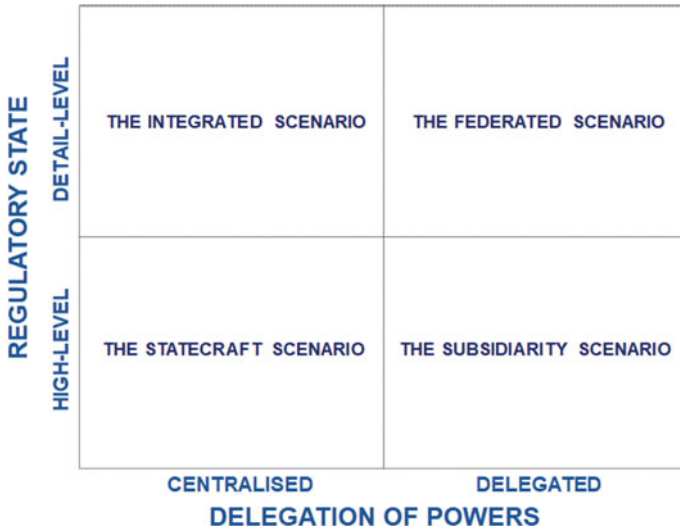 REGULATORY STATE
DETAIL-LEVEL
THE INTEGRATED SCENARIO
THE FEDERATED SCENARIO
HIGH-LEVEL
THE STATECRAFT SCENARIO
THE SUBSIDIARITY SCENARIO
CENTRALISED
DELEGATED
DELEGATION OF POWERS